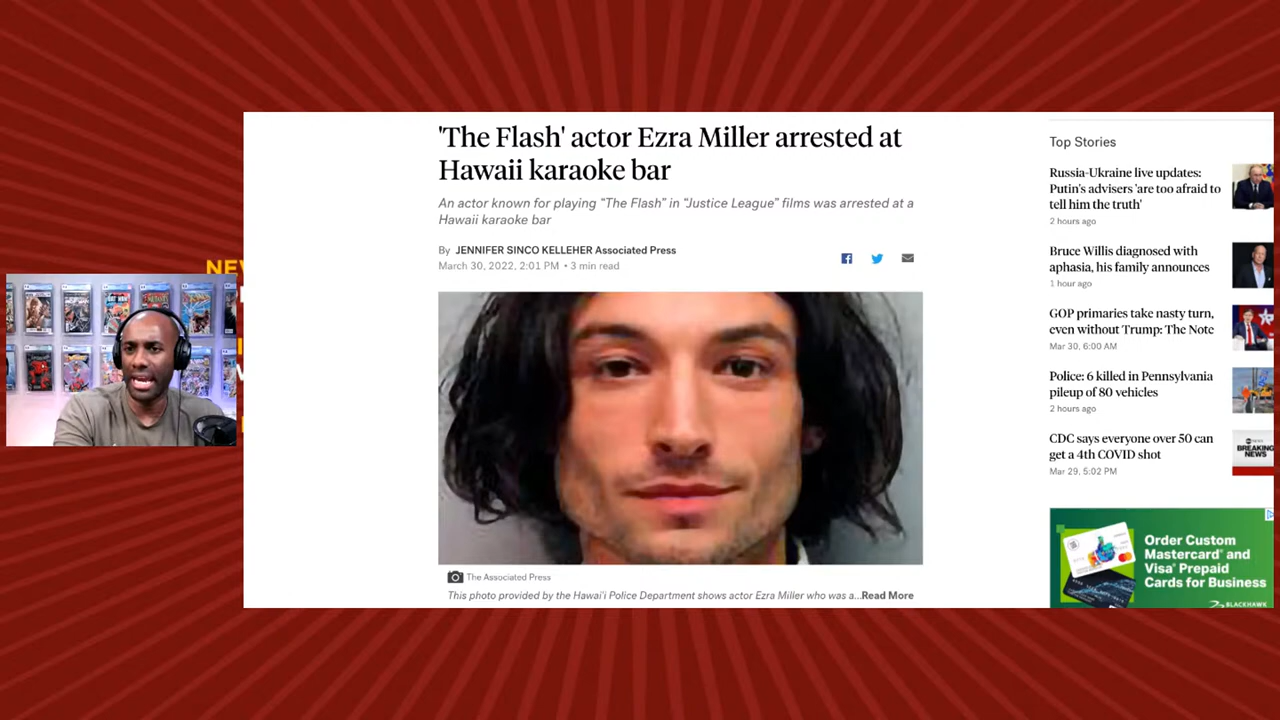 'The Flash' actor Ezra Miller arrested at
Hawaii karaoke bar
An actor known for playing “The Flash” in “Justice League” films was arrested at a
Hawaii karaoke bar
By JENNIFER SINCO KELLEHER Associated Press
March 30, 2022, 2:01 PM • 3 min read
The Associated Press
This photo provided by the Hawai'i Police Department shows actor Ezra Miller who was a...Read More
Top Stories
Russia-Ukraine live updates:
Putin's advisers 'are too afraid to
tell him the truth'
2 hours ago
Bruce Willis diagnosed with
aphasia, his family announces
1 hour ago
GOP primaries take nasty turn,
even without Trump: The Note
Mar 30, 6:00 AM
Police: 6 killed in Pennsylvania
pileup of 80 vehicles
2 hours ago
CDC says everyone over 50 can
get a 4th COVID shot
Mar 29, 5:02 PM
BREAKING
NEWS
Order Custom
Mastercard® and
Visa® Prepaid
Cards for Business
BLACKHAWK